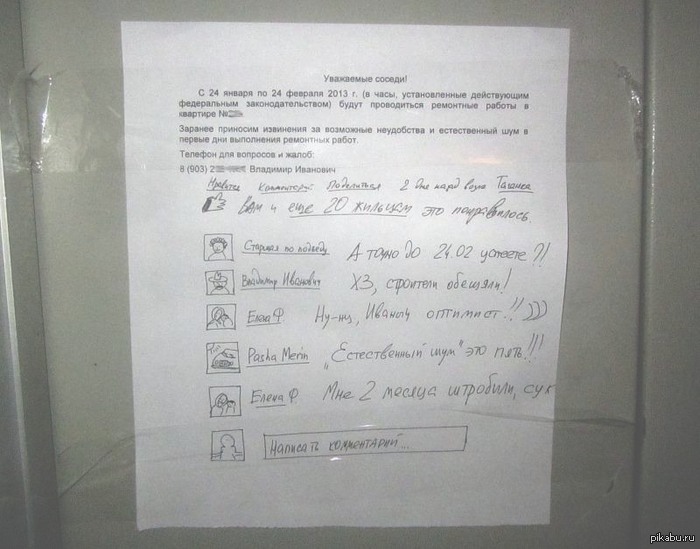 Уважаемые соседи!
С 24 января по 24 февраля 2013 г. (в часы, установленные действующим
федеральным законодательством) будут проводиться ремонтные работы в
квартире №
Заранее приносим извинения за возможные неудобства и естественный шум в
первые дни выполнения ремонтных работ.
Телефон для вопросов и жалоб:
8 (903) 2 Владимир Иванович
Нравится Комментарий Поделиться 2 дня назад возле Таганка
Вам и еще 20 жильцам это понравилось.
Старшая по подъезду А точно до 24.02 успеете?!
Владимир Иванович ХЗ, строители обещали!
Елена Ф. Ну-ну, Иваныч оптимист!!)))
Pasha Merin "Естественный шум" это пять!!!
Елена Ф. Мне 2 месяца штробили, сук
Написать комментарий...
pikabu.ru